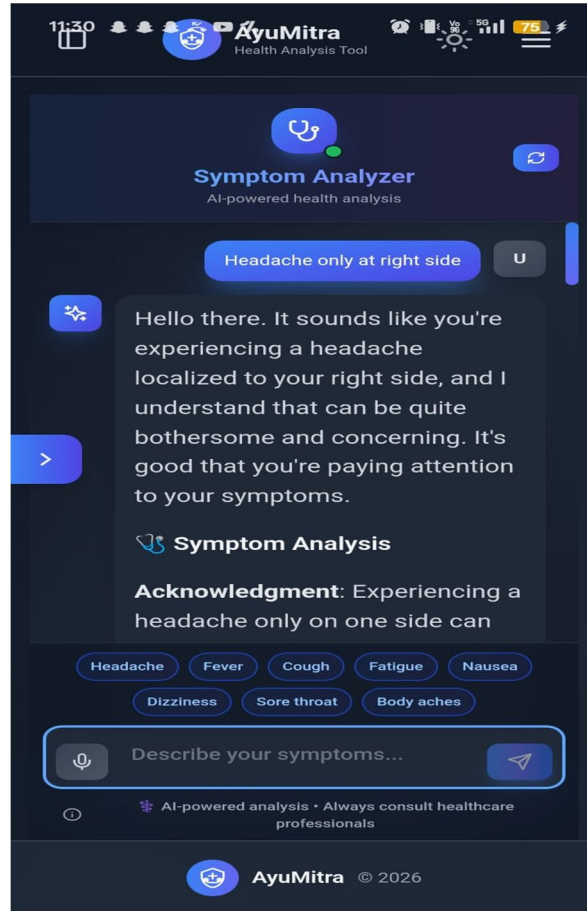 11:30
5G
75
AyuMitra
Health Analysis Tool
Symptom Analyzer
AI-powered health analysis
Headache only at right side
U
Hello there. It sounds like you're
experiencing a headache
localized to your right side, and I
understand that can be quite
bothersome and concerning. It's
good that you're paying attention
to your symptoms.
🩺 Symptom Analysis
Acknowledgment: Experiencing a
headache only on one side can
Headache Fever Cough Fatigue Nausea
Dizziness Sore throat Body aches
Describe your symptoms...
AI-powered analysis • Always consult healthcare
professionals
AyuMitra © 2026